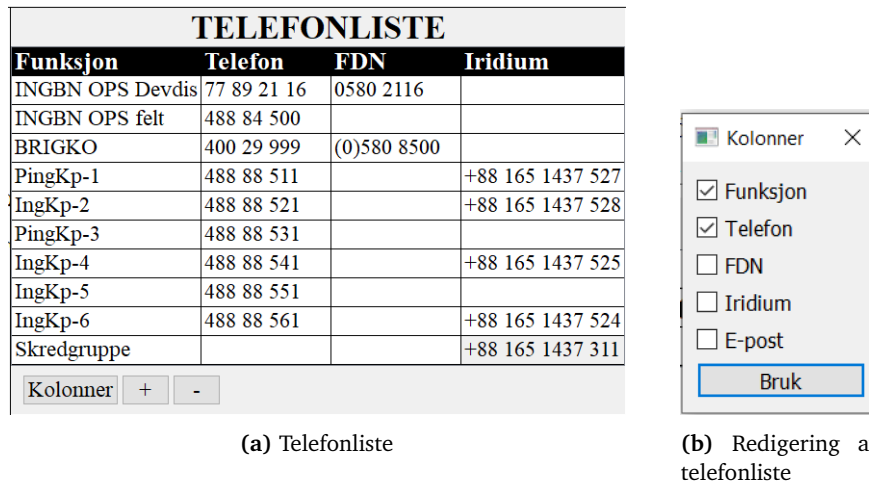 TELEFONLISTE
Funksjon Telefon FDN Iridium
INGBN OPS Devdis 77 89 21 16 0580 2116
INGBN OPS felt 488 84 500
BRIGKO 400 29 999 (0)580 8500
PingKp-1 488 88 511 +88 165 1437 527
IngKp-2 488 88 521 +88 165 1437 528
PingKp-3 488 88 531
IngKp-4 488 88 541 +88 165 1437 525
IngKp-5 488 88 551
IngKp-6 488 88 561 +88 165 1437 524
Skredgruppe +88 165 1437 311
Kolonner + -
(a) Telefonliste
Kolonner
Funksjon
Telefon
FDN
Iridium
E-post
Bruk
(b) Redigering a
telefonliste